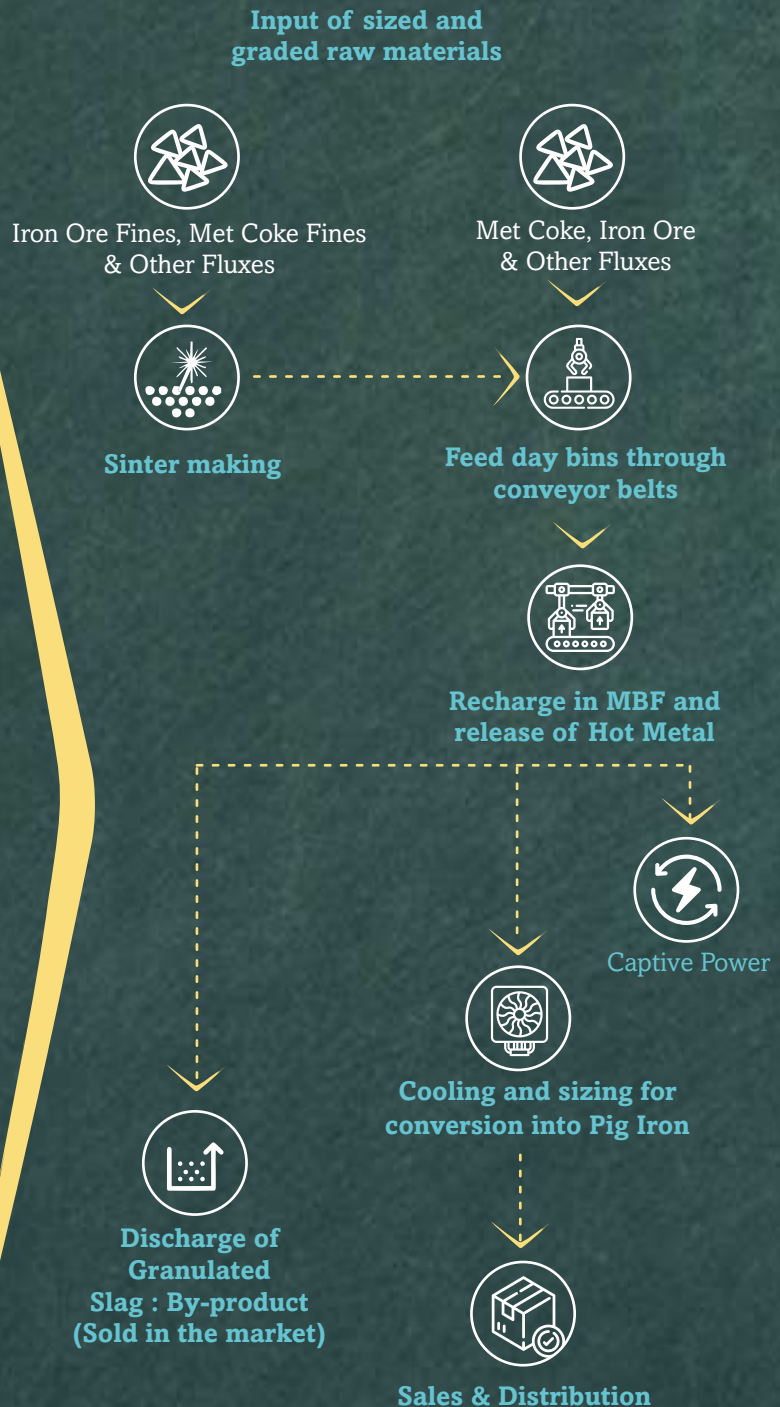 Input of sized and
graded raw materials
Iron Ore Fines, Met Coke Fines
& Other Fluxes
Met Coke, Iron Ore
& Other Fluxes
Sinter making
Feed day bins through
conveyor belts
Recharge in MBF and
release of Hot Metal
Captive Power
Cooling and sizing for
conversion into Pig Iron
Discharge of
Granulated
Slag : By-product
(Sold in the market)
Sales & Distribution